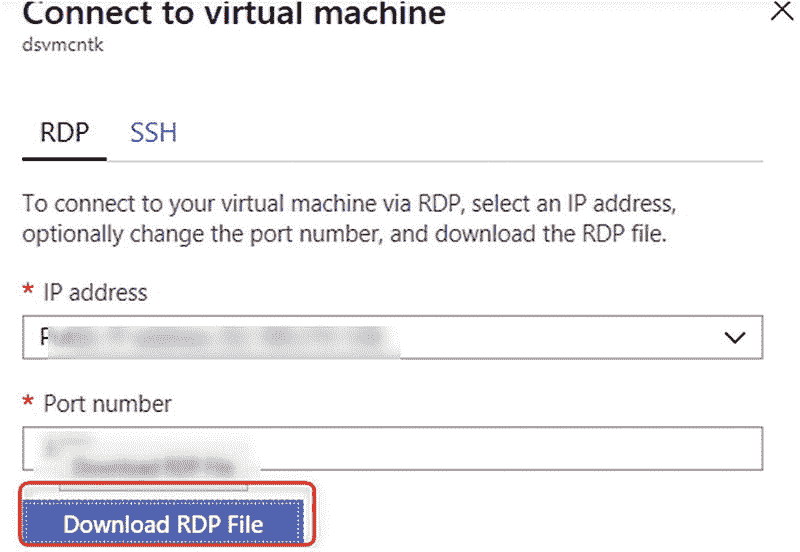 Connect to virtual machine
dsvmcntk
RDP SSH
To connect to your virtual machine via RDP, select an IP address,
optionally change the port number, and download the RDP file.
* IP address
* Port number
Download RDP File